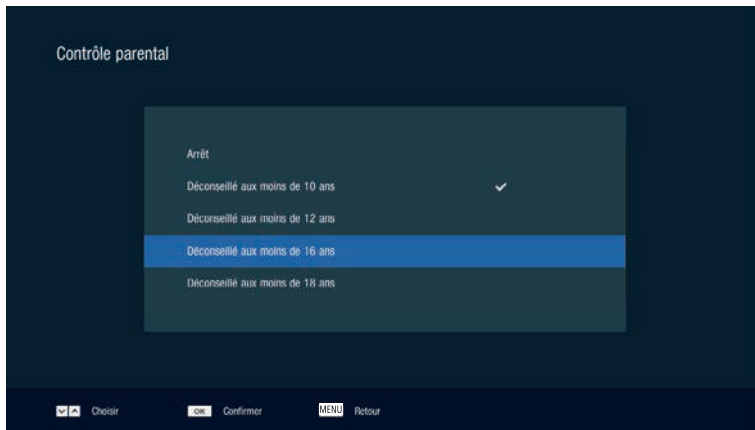 Contrôle parental
Arrêt
Déconseillé aux moins de 10 ans
Déconseillé aux moins de 12 ans
Déconseillé aux moins de 16 ans
Déconseillé aux moins de 18 ans
Choisir OK Confirmer MENU Retour